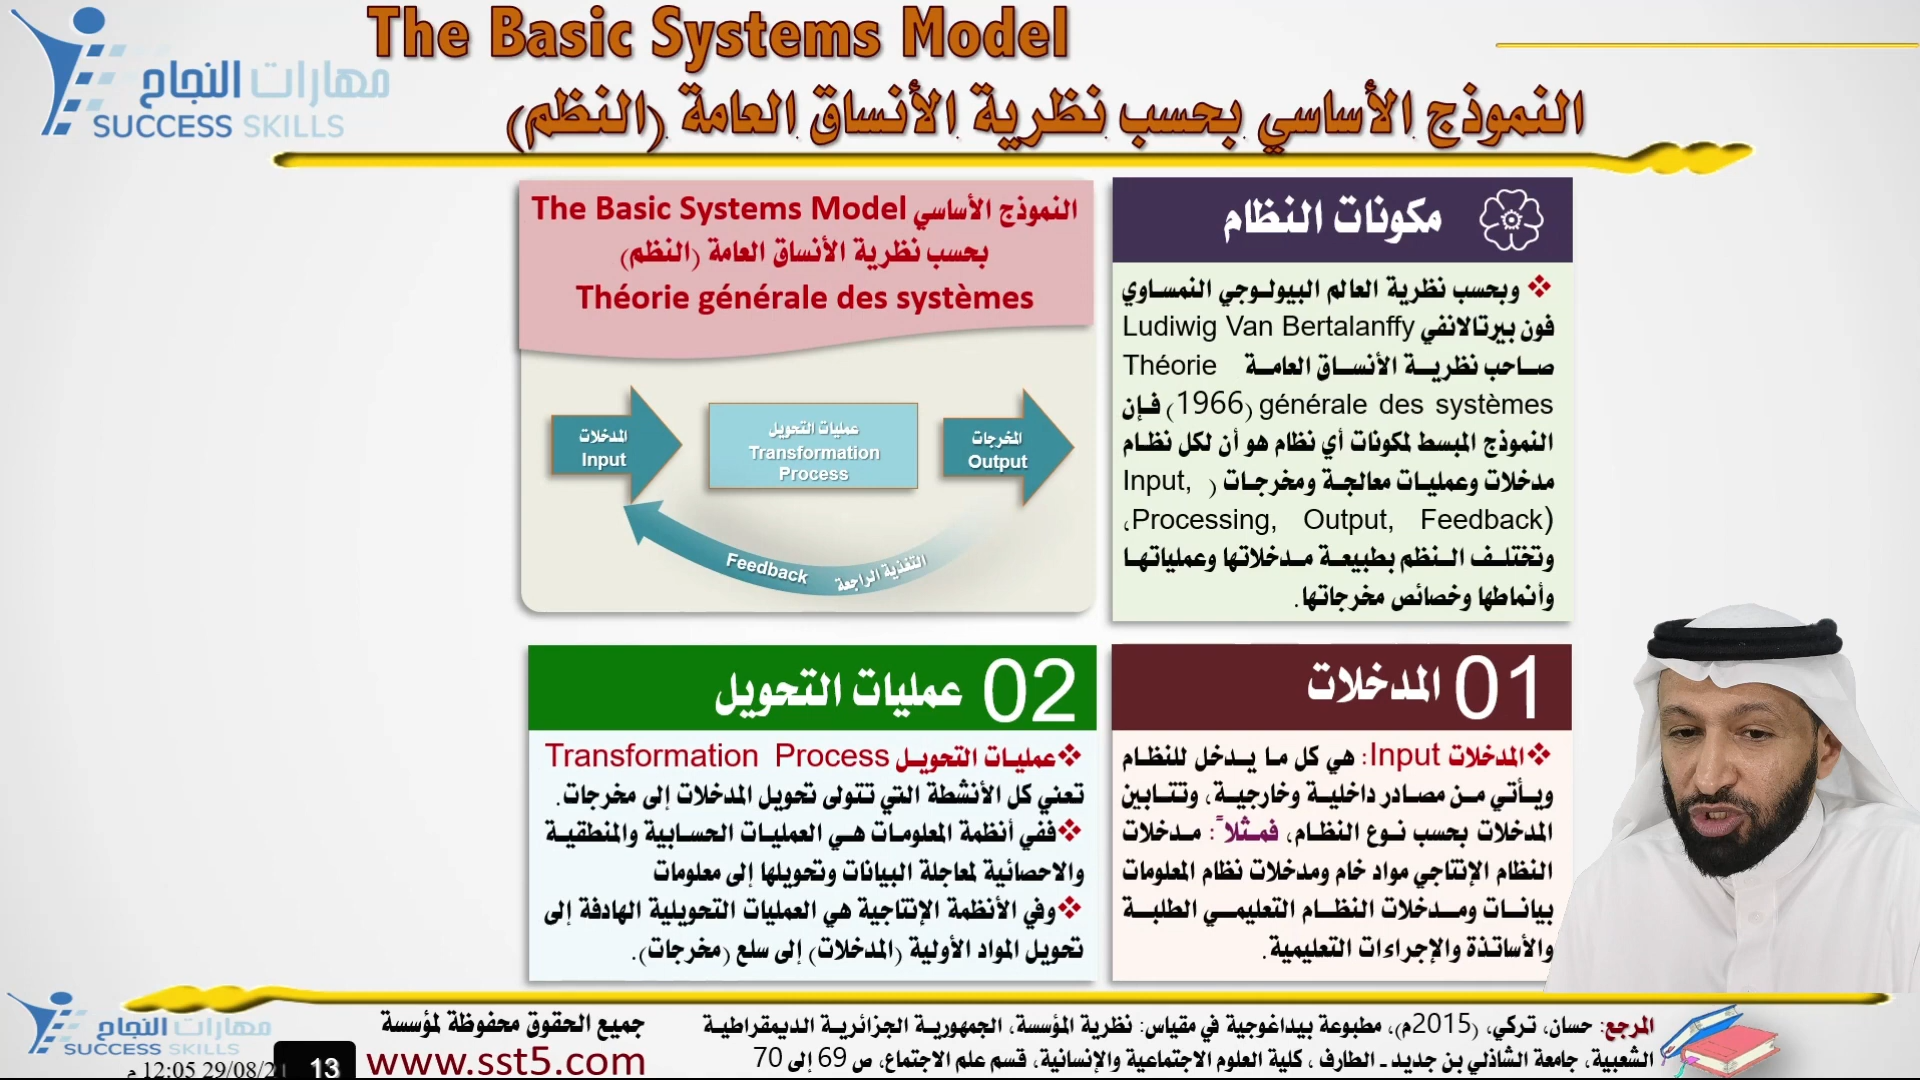 مهارات النجاح
SUCCESS SKILLS
The Basic Systems Model
النموذج الأساسي بحسب نظرية الأنساق العامة (النظم)
مكونات النظام
❖ وبحسب نظرية العالم البيولوجي النمساوي
فون بيرتالانفي Ludiwig Van Bertalanffy
صاحب نظرية الأنساق العامة Théorie
générale des systèmes (1966) فإن
النموذج المبسط لمكونات أي نظام هو أن لكل نظام
مدخلات وعمليات معالجة ومخرجات ( Input,
Processing, Output, Feedback)،
وتختلف النظم بطبيعة مدخلاتها وعملياتها
وأنماطها وخصائص مخرجاتها.
النموذج الأساسي The Basic Systems Model
بحسب نظرية الأنساق العامة (النظم)
Théorie générale des systèmes
المدخلات
Input
عمليات التحويل
Transformation
Process
المخرجات
Output
Feedback التغذية الراجعة
01 المدخلات
❖المدخلات Input: هي كل ما يدخل للنظام
ويأتي من مصادر داخلية وخارجية، وتتباين
المدخلات بحسب نوع النظام، فمثلاً: مدخلات
النظام الإنتاجي مواد خام ومدخلات نظام المعلومات
بيانات ومدخلات النظام التعليمي الطلبة
والأساتذة والإجراءات التعليمية.
02 عمليات التحويل
❖عمليات التحويل Transformation Process
تعني كل الأنشطة التي تتولى تحويل المدخلات إلى مخرجات.
❖ففي أنظمة المعلومات هي العمليات الحسابية والمنطقية
والاحصائية لمعاجلة البيانات وتحويلها إلى معلومات
❖وفي الأنظمة الإنتاجية هي العمليات التحويلية الهادفة إلى
تحويل المواد الأولية (المدخلات) إلى سلع (مخرجات).
المرجع: حسان، تركي، (2015م)، مطبوعة بيداغوجية في مقياس: نظرية المؤسسة، الجمهورية الجزائرية الديمقراطية
الشعبية، جامعة الشاذلي بن جديد ـ الطارف ، كلية العلوم الاجتماعية والإنسانية، قسم علم الاجتماع، ص 69 إلى 70
جميع الحقوق محفوظة لمؤسسة
www.sst5.com
مهارات النجاح
SUCCESS SKILLS
13
12:05 م